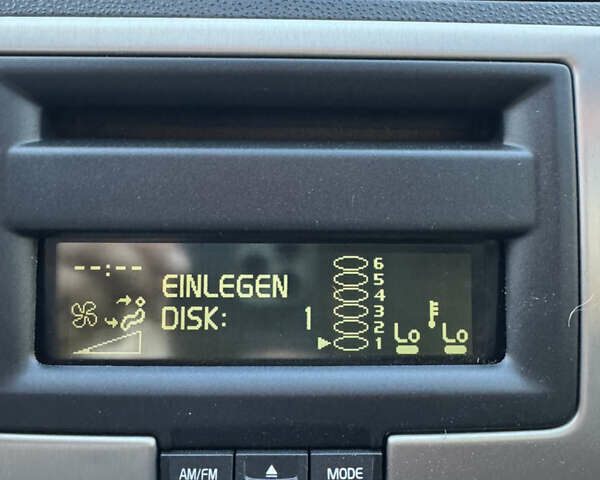 --:--
EINLEGEN
DISK: 1
6
5
4
3
2
1
Lo Lo
AM/FM
MODE